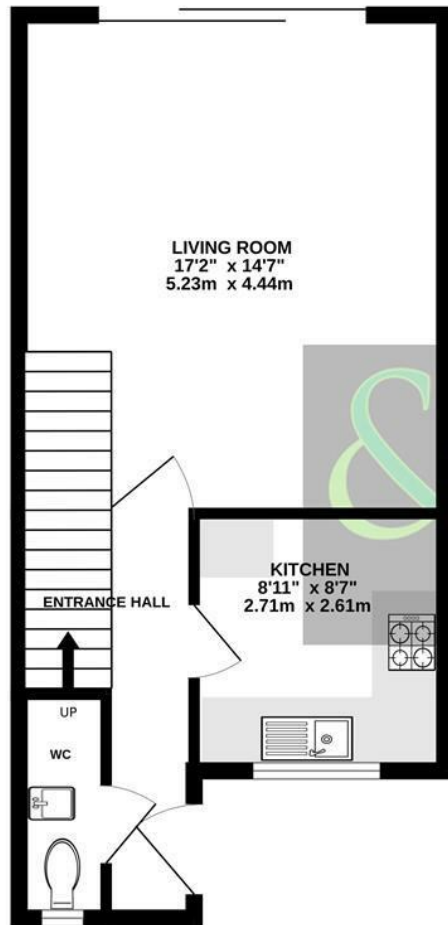 LIVING ROOM
17'2" x 14'7"
5.23m x 4.44m
&
KITCHEN
8'11" x 8'7"
2.71m x 2.61m
ENTRANCE HALL
UP
WC